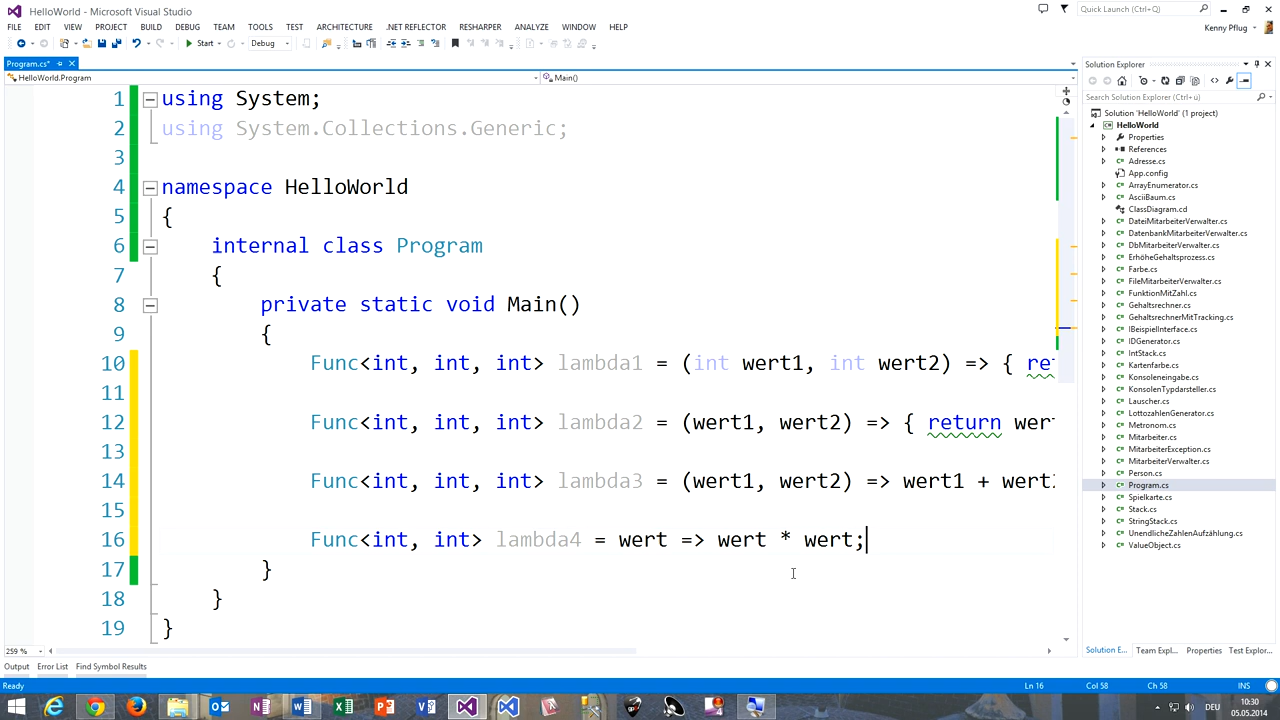 HelloWorld - Microsoft Visual Studio
Quick Launch (Ctrl+Q)
FILE EDIT VIEW PROJECT BUILD DEBUG TEAM TOOLS TEST ARCHITECTURE .NET REFLECTOR RESHARPER ANALYZE WINDOW HELP
Kenny Pflug
Start Debug
Program.cs*
HelloWorld.Program
Main()
1 using System;
2 using System.Collections.Generic;
3
4 namespace HelloWorld
5 {
6 internal class Program
7 {
8 private static void Main()
9 {
10 Func<int, int, int> lambda1 = (int wert1, int wert2) => { ret
11
12 Func<int, int, int> lambda2 = (wert1, wert2) => { return wert
13
14 Func<int, int, int> lambda3 = (wert1, wert2) => wert1 + wert2
15
16 Func<int, int> lambda4 = wert => wert * wert;
17 }
18 }
19 }
259 %
Output Error List Find Symbol Results
Solution Explorer
Search Solution Explorer (Ctrl+ü)
Solution 'HelloWorld' (1 project)
HelloWorld
Properties
References
Adresse.cs
App.config
ArrayEnumerator.cs
AsciiBaum.cs
ClassDiagram.cd
DateiMitarbeiterVerwalter.cs
DatenbankMitarbeiterVerwalter.cs
DbMitarbeiterVerwalter.cs
ErhöheGehaltsprozess.cs
Farbe.cs
FileMitarbeiterVerwalter.cs
FunktionMitZahl.cs
Gehaltsrechner.cs
GehaltsrechnerMitTracking.cs
IBeispielInterface.cs
IDGenerator.cs
IntStack.cs
Kartenfarbe.cs
Konsoleneingabe.cs
KonsolenTypdarsteller.cs
Lauscher.cs
LottozahlenGenerator.cs
Metronom.cs
Mitarbeiter.cs
MitarbeiterException.cs
MitarbeiterVerwalter.cs
Person.cs
Program.cs
Spielkarte.cs
Stack.cs
StringStack.cs
UnendlicheZahlenAufzählung.cs
ValueObject.cs
Solution E... Team Expl... Properties Test Explor...
Ready
Ln 16 Col 58 Ch 58 INS
DEU
10:30
05.05.2014